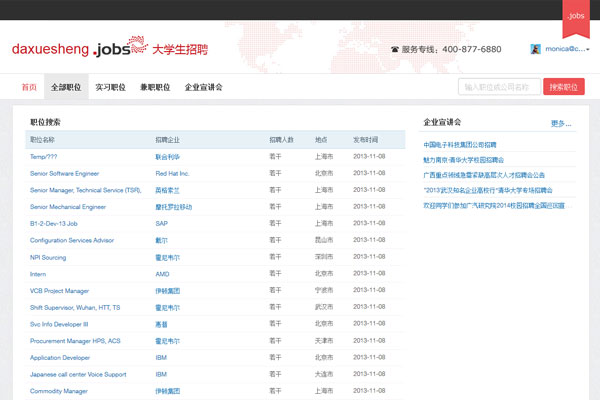 .jobs
daxuesheng .jobs 大学生招聘
服务专线：400-877-6880
monica@c...
首页 全部职位 实习职位 兼职职位 企业宣讲会
输入职位或公司名称 搜索职位
职位搜索
职位名称 招聘企业 招聘人数 地点 发布时间
Temp/??? 联合利华 若干 上海市 2013-11-08
Senior Software Engineer Red Hat Inc. 若干 北京市 2013-11-08
Senior Manager, Technical Service (TSR), 英格索兰 若干 上海市 2013-11-08
Senior Mechanical Engineer 摩托罗拉移动 若干 上海市 2013-11-08
B1-2-Dev-13 Job SAP 若干 上海市 2013-11-08
Configuration Services Advisor 戴尔 若干 昆山市 2013-11-08
NPI Sourcing 霍尼韦尔 若干 深圳市 2013-11-08
Intern AMD 若干 北京市 2013-11-08
VCB Project Manager 伊顿集团 若干 宁波市 2013-11-08
Shift Supervisor, Wuhan, HTT, TS 霍尼韦尔 若干 武汉市 2013-11-08
Svc Info Developer III 惠普 若干 北京市 2013-11-08
Procurement Manager HPS, ACS 霍尼韦尔 若干 天津市 2013-11-08
Application Developer IBM 若干 北京市 2013-11-08
Japanese call center Voice Support IBM 若干 大连市 2013-11-08
Commodity Manager 伊顿集团 若干 上海市 2013-11-08
企业宣讲会 更多...
中国电子科技集团公司招聘
魅力南京·清华大学校园招聘会
广西重点领域急需紧缺高层次人才招聘会公告
“2013武汉知名企业高校行”清华大学专场招聘会
欢迎同学们参加广汽研究院2014校园招聘全国巡回宣